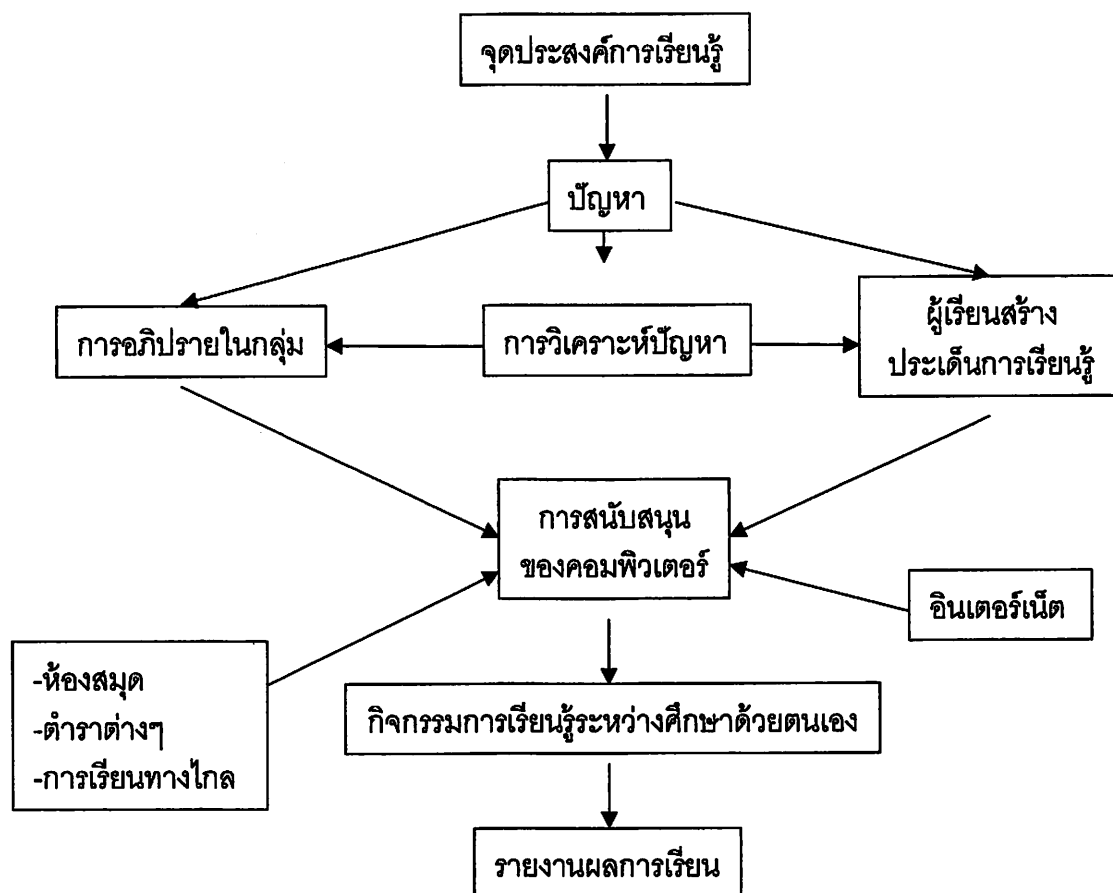 จุดประสงค์การเรียนรู้
ปัญหา
การอภิปรายในกลุ่ม
การวิเคราะห์ปัญหา
ผู้เรียนสร้าง
ประเด็นการเรียนรู้
การสนับสนุน
ของคอมพิวเตอร์
อินเตอร์เน็ต
-ห้องสมุด
-ตำราต่างๆ
-การเรียนทางไกล
กิจกรรมการเรียนรู้ระหว่างศึกษาด้วยตนเอง
รายงานผลการเรียน